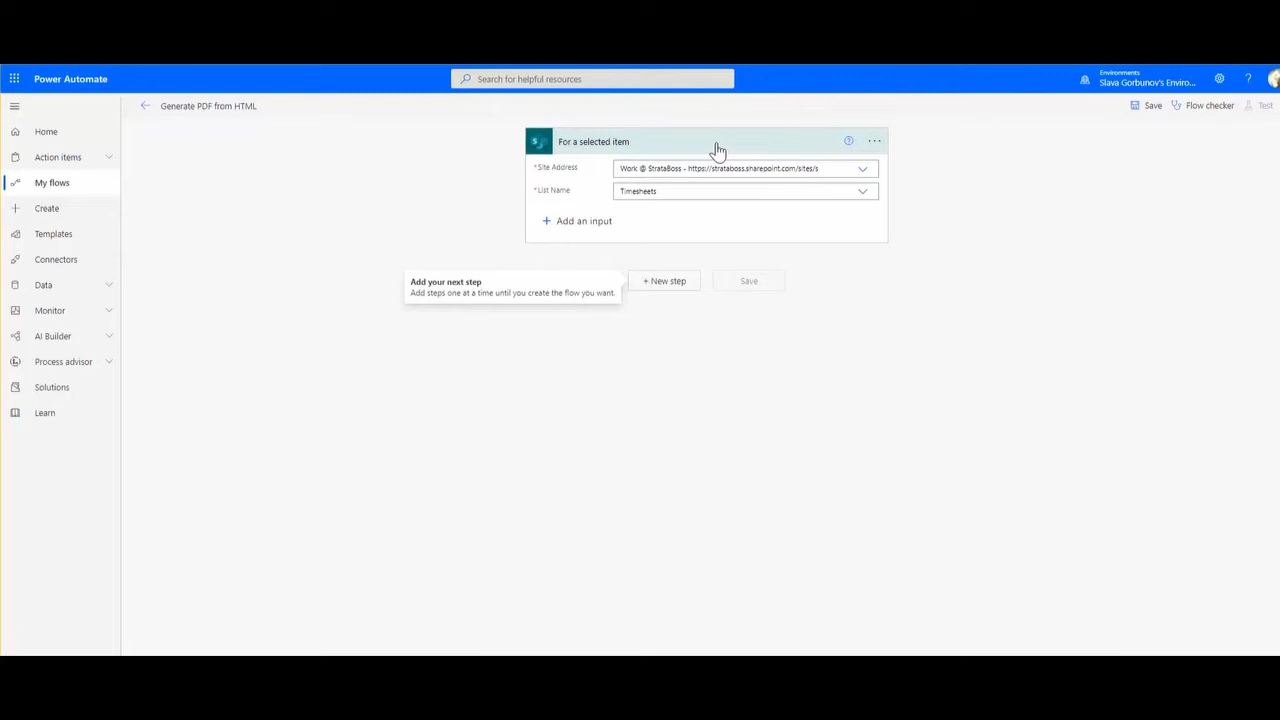 Power Automate
Search for helpful resources
Environments
Slava Gorbunov's Enviro...
?
Generate PDF from HTML
Save
Flow checker
Test
Home
Action items
My flows
Create
Templates
Connectors
Data
Monitor
AI Builder
Process advisor
Solutions
Learn
For a selected item
* Site Address
Work @ StrataBoss - https://strataboss.sharepoint.com/sites/s
* List Name
Timesheets
+ Add an input
Add your next step
Add steps one at a time until you create the flow you want.
+ New step
Save